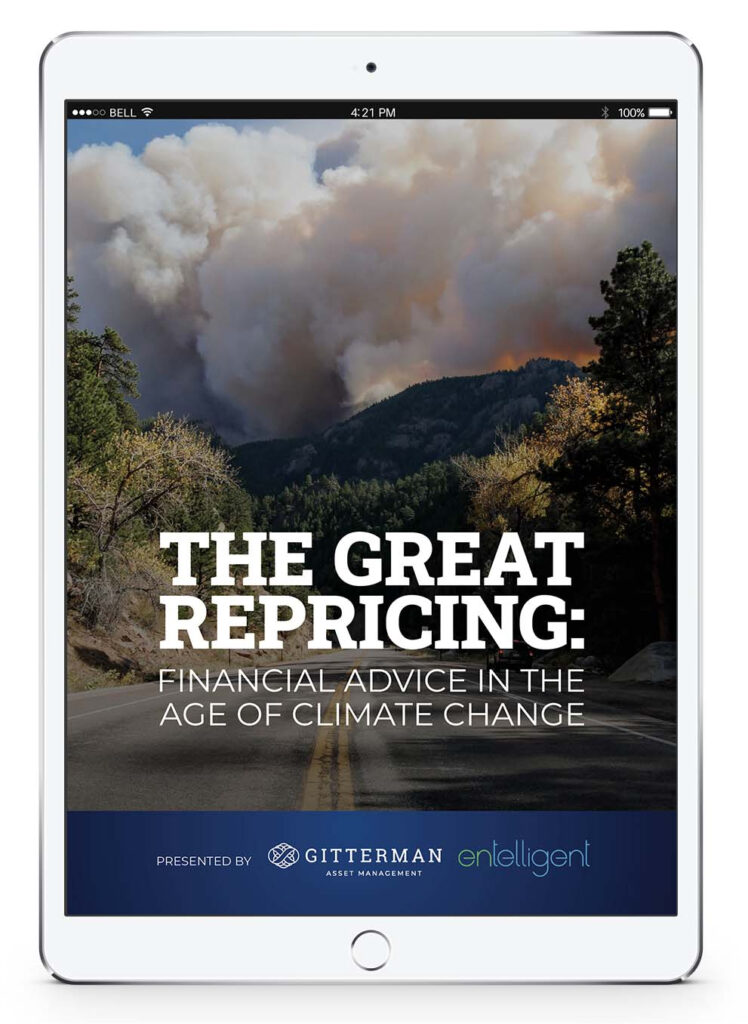 BELL 4:21 PM 100%
THE GREAT
REPRICING:
FINANCIAL ADVICE IN THE
AGE OF CLIMATE CHANGE
PRESENTED BY GITTERMAN entelligent
ASSET MANAGEMENT